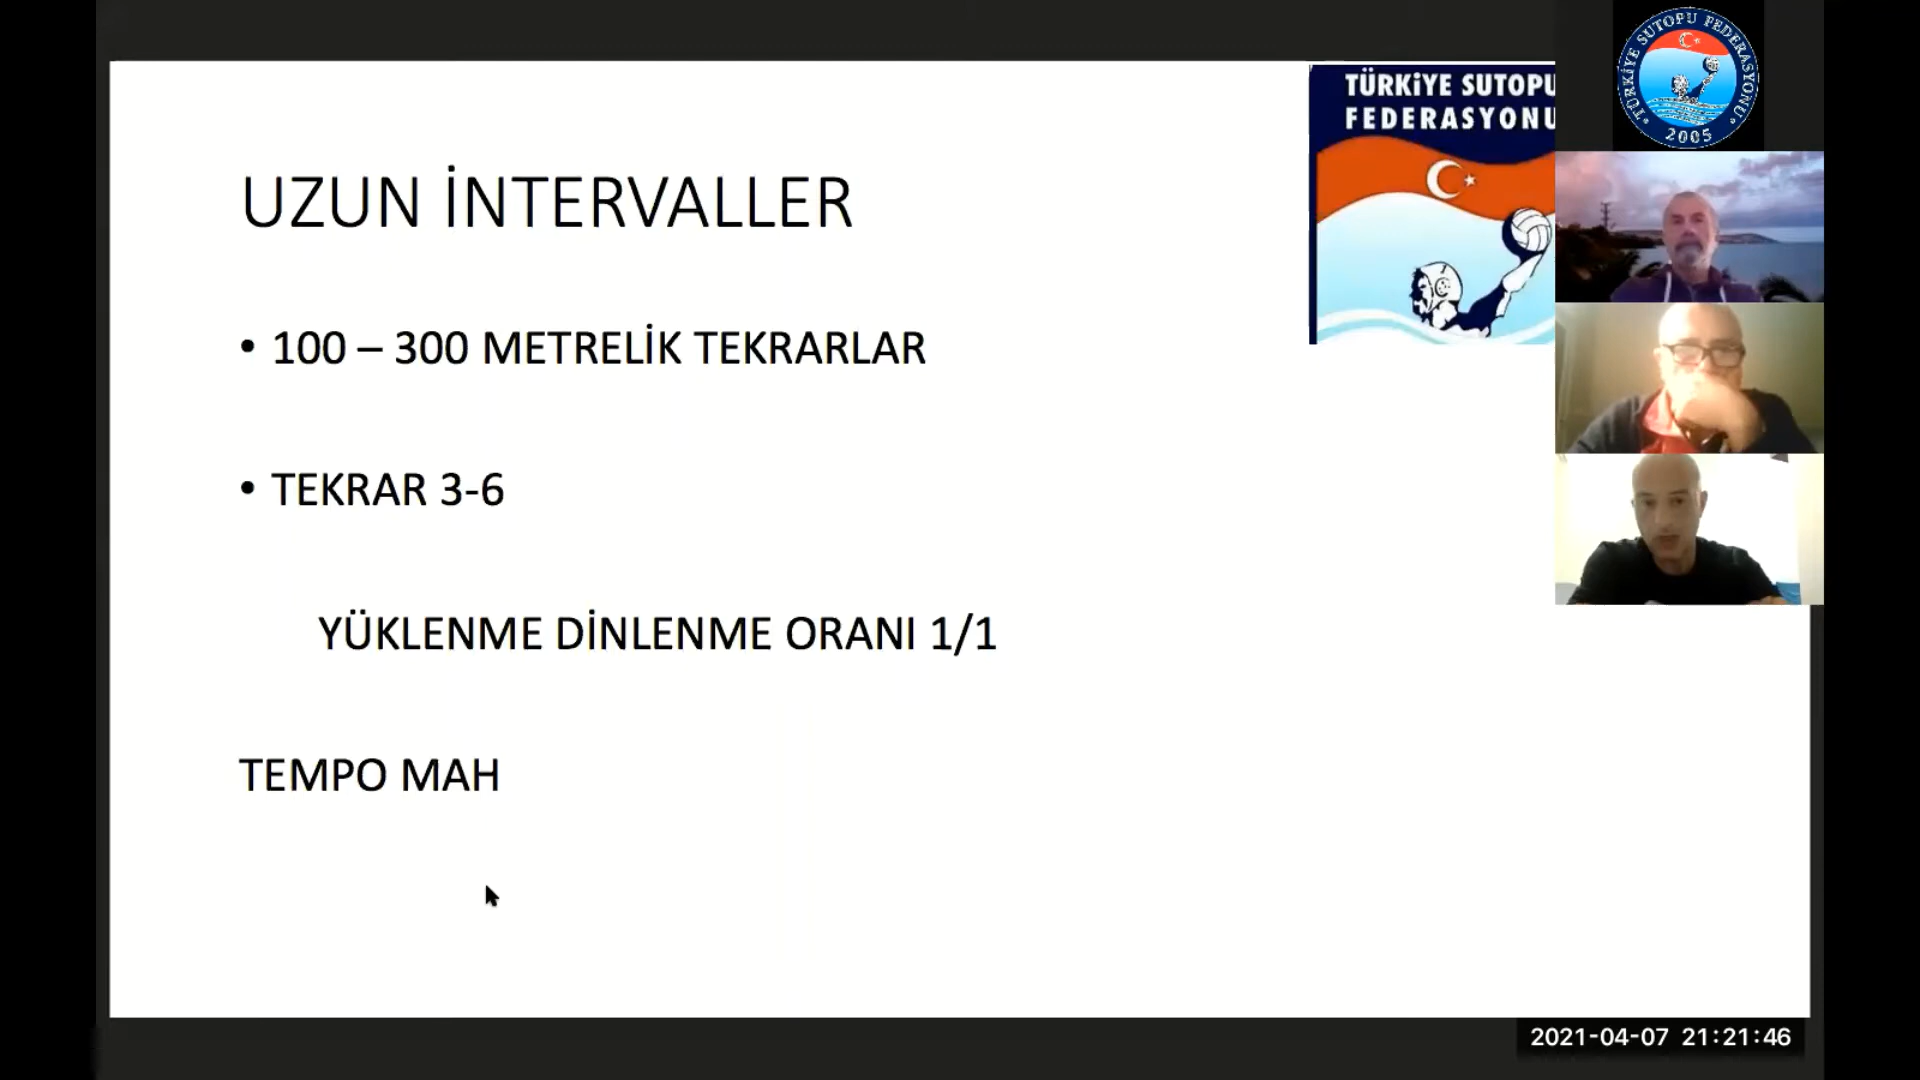 UZUN İNTERVALLER
• 100 – 300 METRELİK TEKRARLAR
• TEKRAR 3-6
YÜKLENME DİNLENME ORANI 1/1
TEMPO MAH
TÜRKİYE SUTOPU
FEDERASYONU
TÜRKİYE SUTOPU FEDERASYONU
2005
2021-04-07 21:21:46